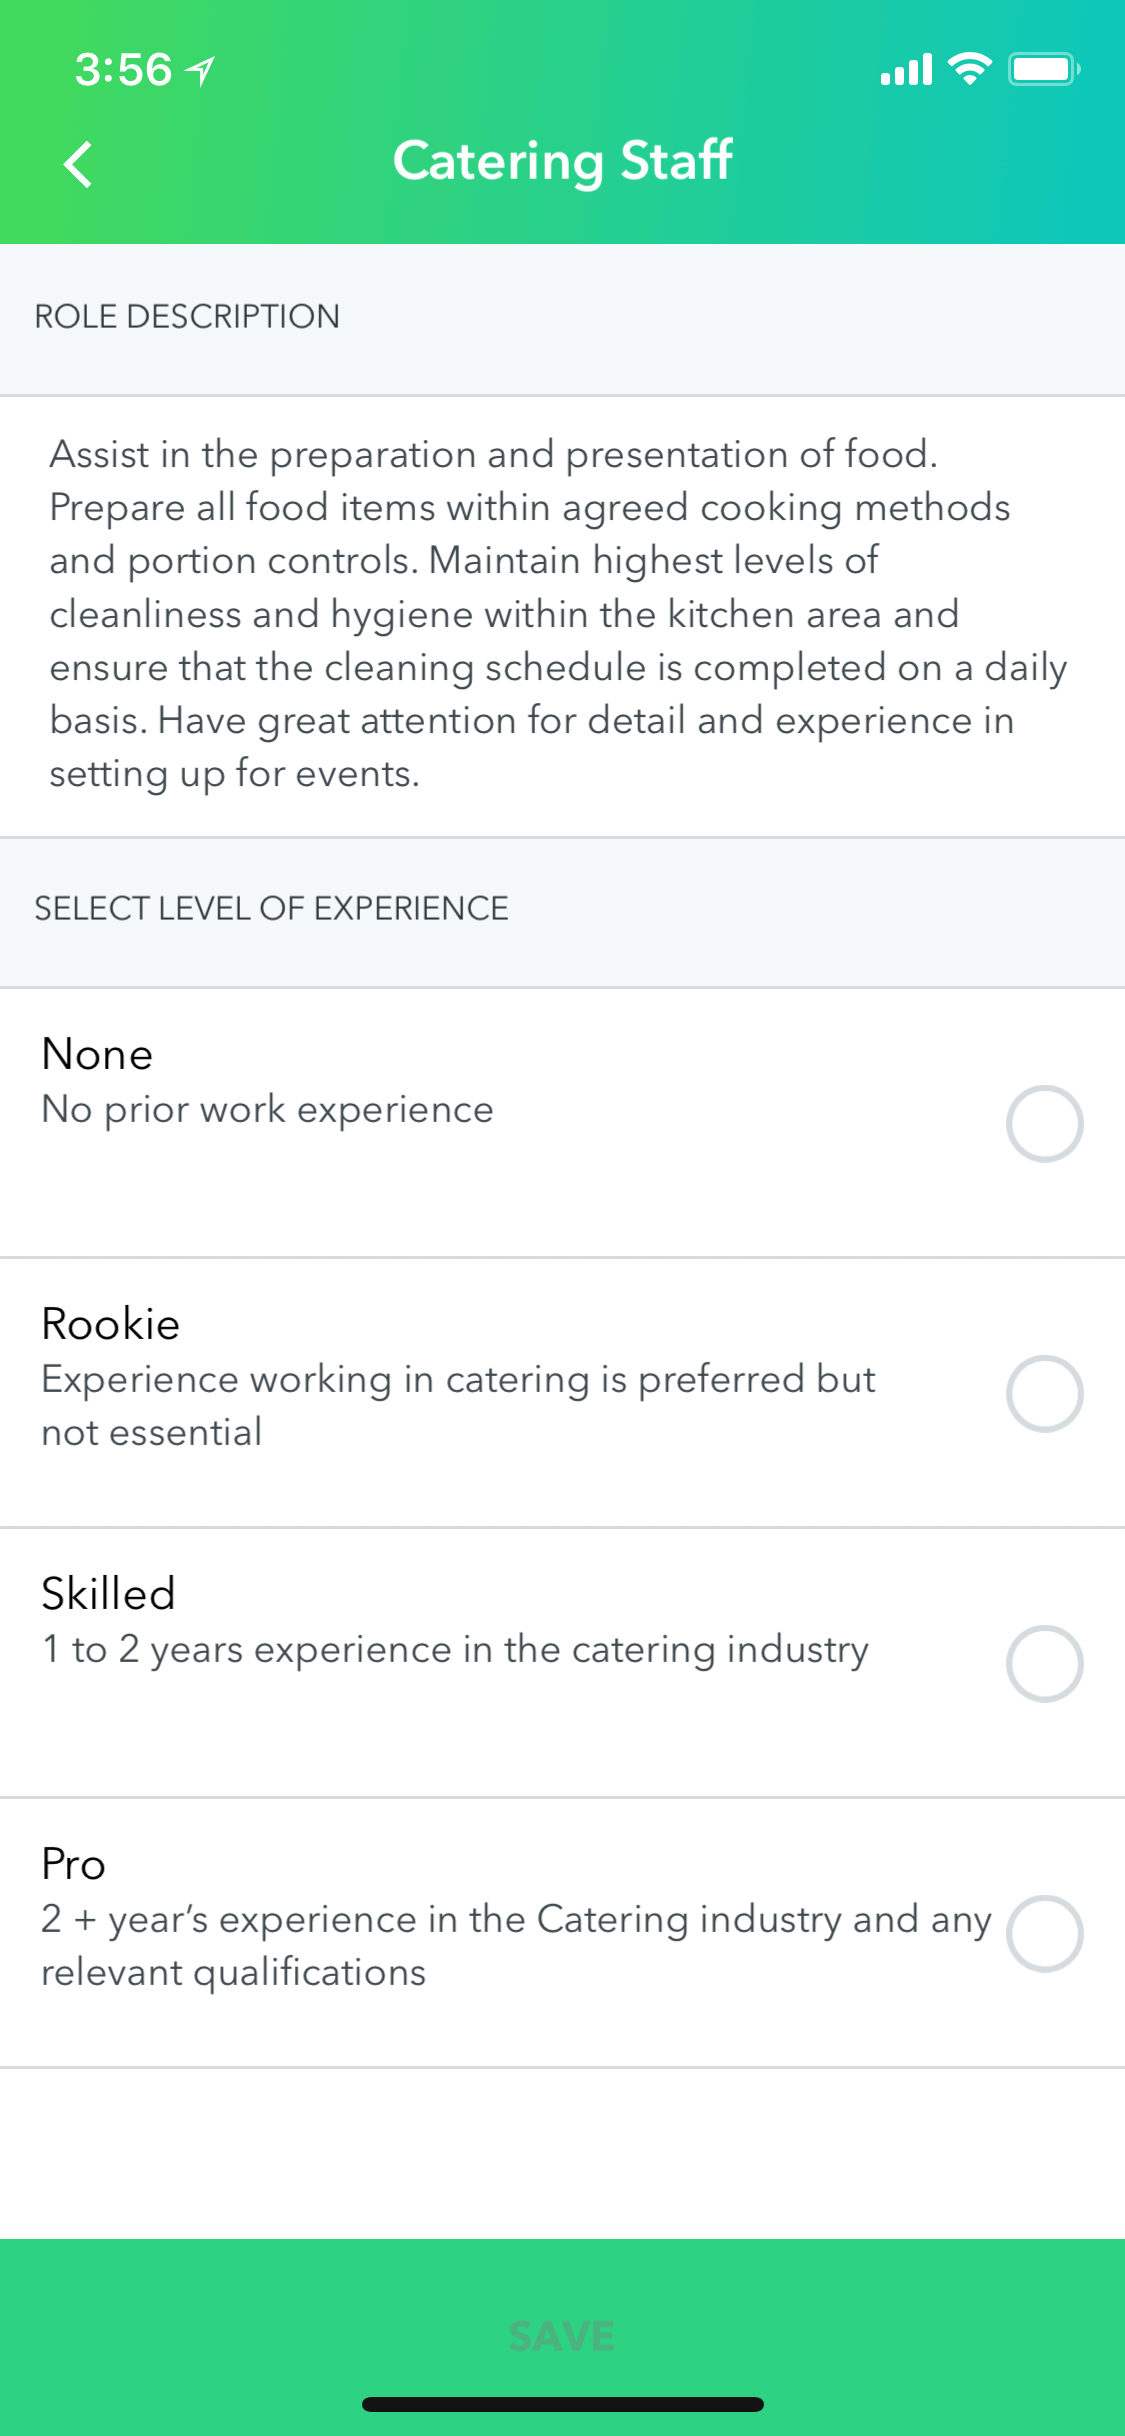 3:56
Catering Staff
ROLE DESCRIPTION
Assist in the preparation and presentation of food.
Prepare all food items within agreed cooking methods
and portion controls. Maintain highest levels of
cleanliness and hygiene within the kitchen area and
ensure that the cleaning schedule is completed on a daily
basis. Have great attention for detail and experience in
setting up for events.
SELECT LEVEL OF EXPERIENCE
None
No prior work experience
Rookie
Experience working in catering is preferred but
not essential
Skilled
1 to 2 years experience in the catering industry
Pro
2 + year’s experience in the Catering industry and any
relevant qualifications
SAVE